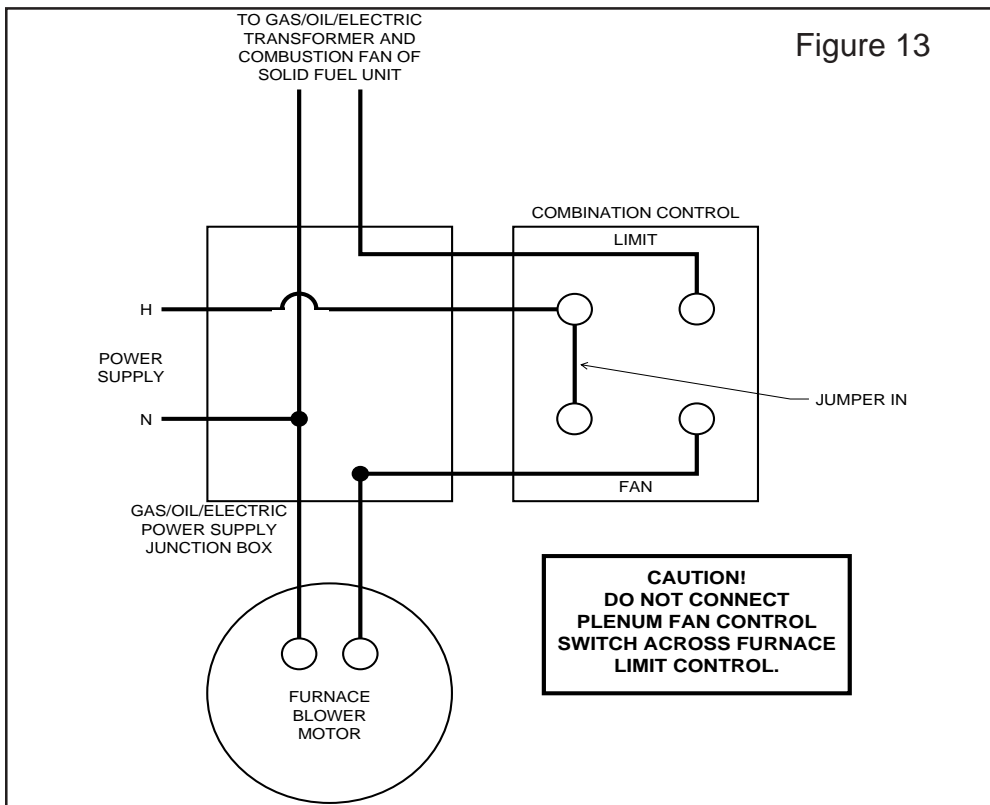 TO GAS/OIL/ELECTRIC
TRANSFORMER AND
COMBUSTION FAN OF
SOLID FUEL UNIT
Figure 13
COMBINATION CONTROL
LIMIT
H
POWER
SUPPLY
JUMPER IN
N
FAN
GAS/OIL/ELECTRIC
POWER SUPPLY
JUNCTION BOX
CAUTION!
DO NOT CONNECT
PLENUM FAN CONTROL
SWITCH ACROSS FURNACE
LIMIT CONTROL.
FURNACE
BLOWER
MOTOR